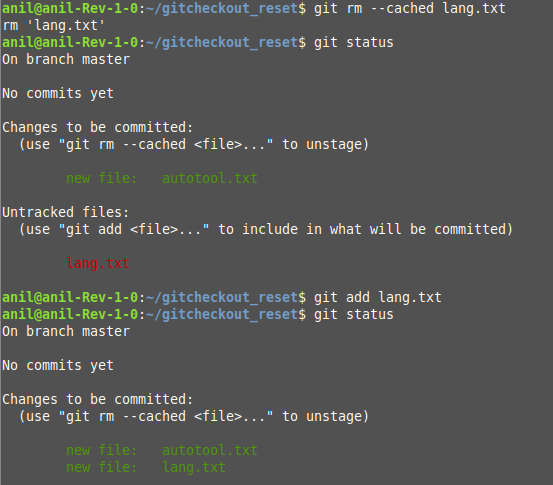 anil@anil-Rev-1-0:~/gitcheckout_reset$ git rm --cached lang.txt
rm 'lang.txt'
anil@anil-Rev-1-0:~/gitcheckout_reset$ git status
On branch master
No commits yet
Changes to be committed:
  (use "git rm --cached <file>..." to unstage)
        new file:   autotool.txt
Untracked files:
  (use "git add <file>..." to include in what will be committed)
        lang.txt
anil@anil-Rev-1-0:~/gitcheckout_reset$ git add lang.txt
anil@anil-Rev-1-0:~/gitcheckout_reset$ git status
On branch master
No commits yet
Changes to be committed:
  (use "git rm --cached <file>..." to unstage)
        new file:   autotool.txt
        new file:   lang.txt